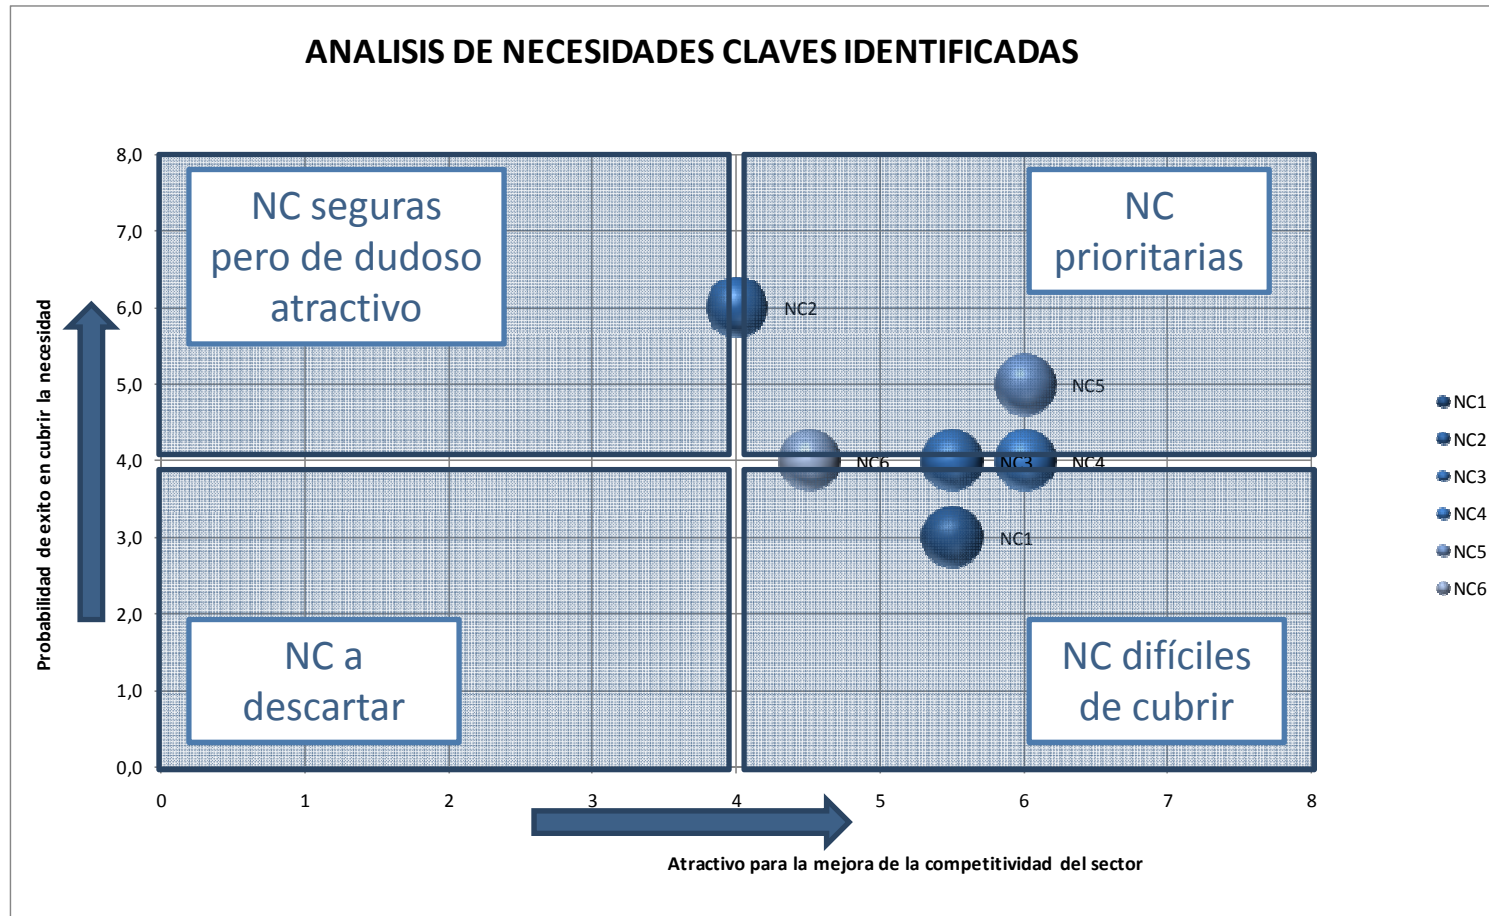 ANALISIS DE NECESIDADES CLAVES IDENTIFICADAS
8,0
7,0
6,0
5,0
4,0
3,0
2,0
1,0
0,0
Probabilidad de exito en cubrir la necesidad
NC seguras
pero de dudoso
atractivo
NC
prioritarias
NC2
NC5
NC6
NC3
NC4
NC1
NC a
descartar
NC difíciles
de cubrir
0
1
2
3
4
5
6
7
8
Atractivo para la mejora de la competitividad del sector
NC1
NC2
NC3
NC4
NC5
NC6